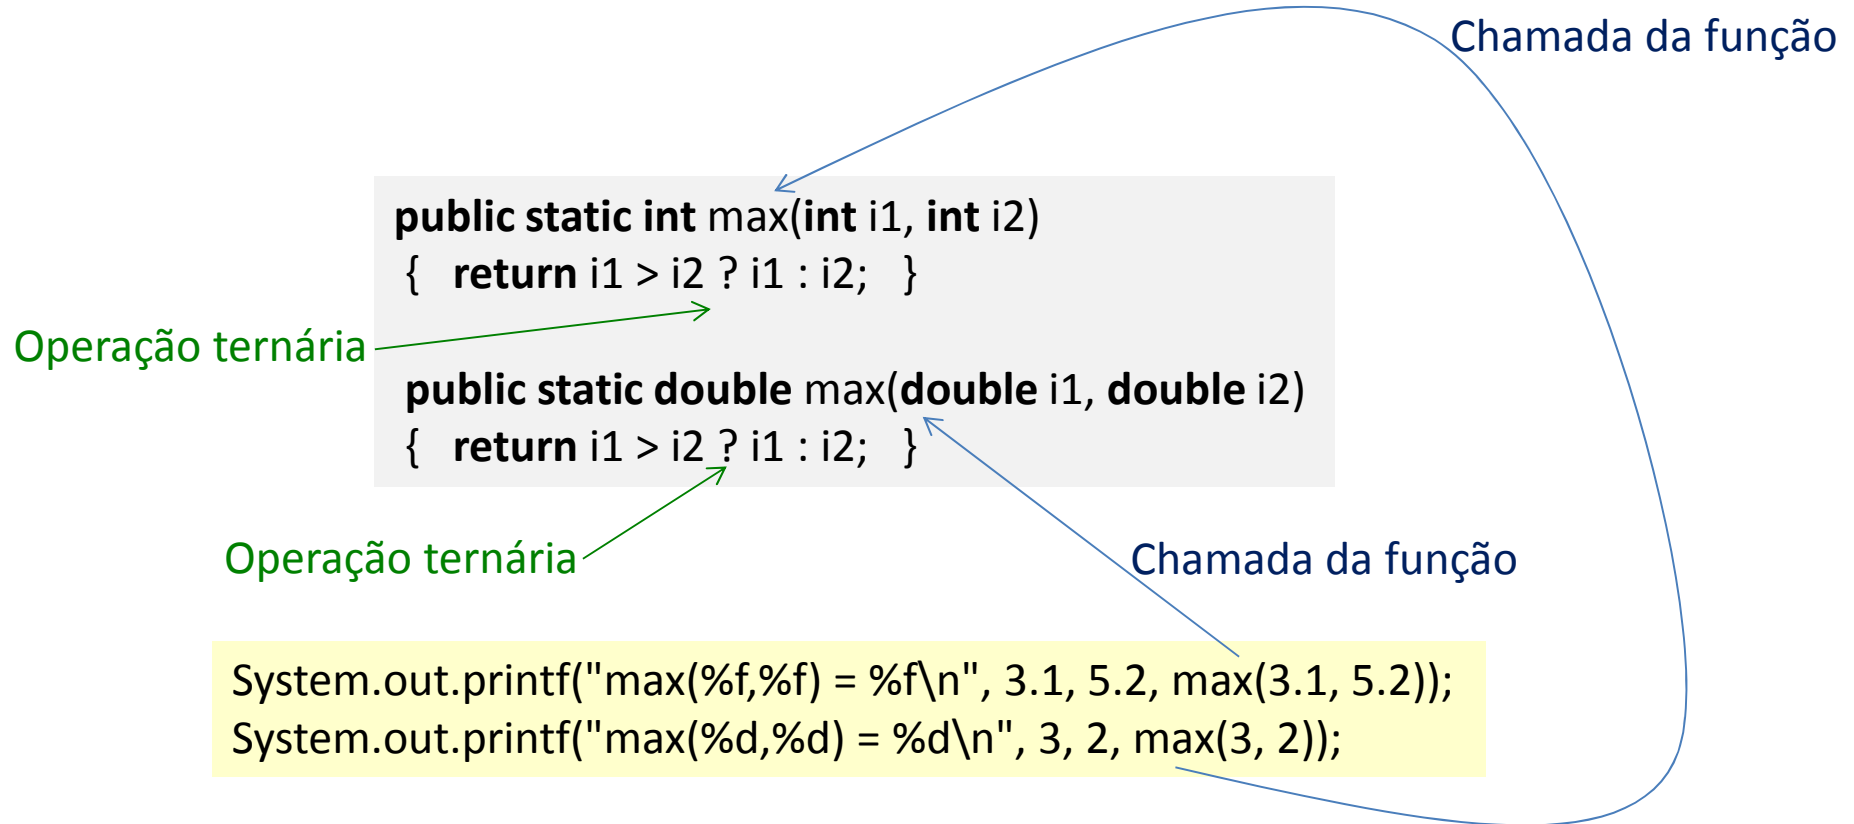 Chamada da função
public static int max(int i1, int i2)
{ return i1 > i2 ? i1 : i2; }
Operação ternária
public static double max(double i1, double i2)
{ return i1 > i2 ? i1 : i2; }
Operação ternária
Chamada da função
System.out.printf("max(%f,%f) = %f\n", 3.1, 5.2, max(3.1, 5.2));
System.out.printf("max(%d,%d) = %d\n", 3, 2, max(3, 2));